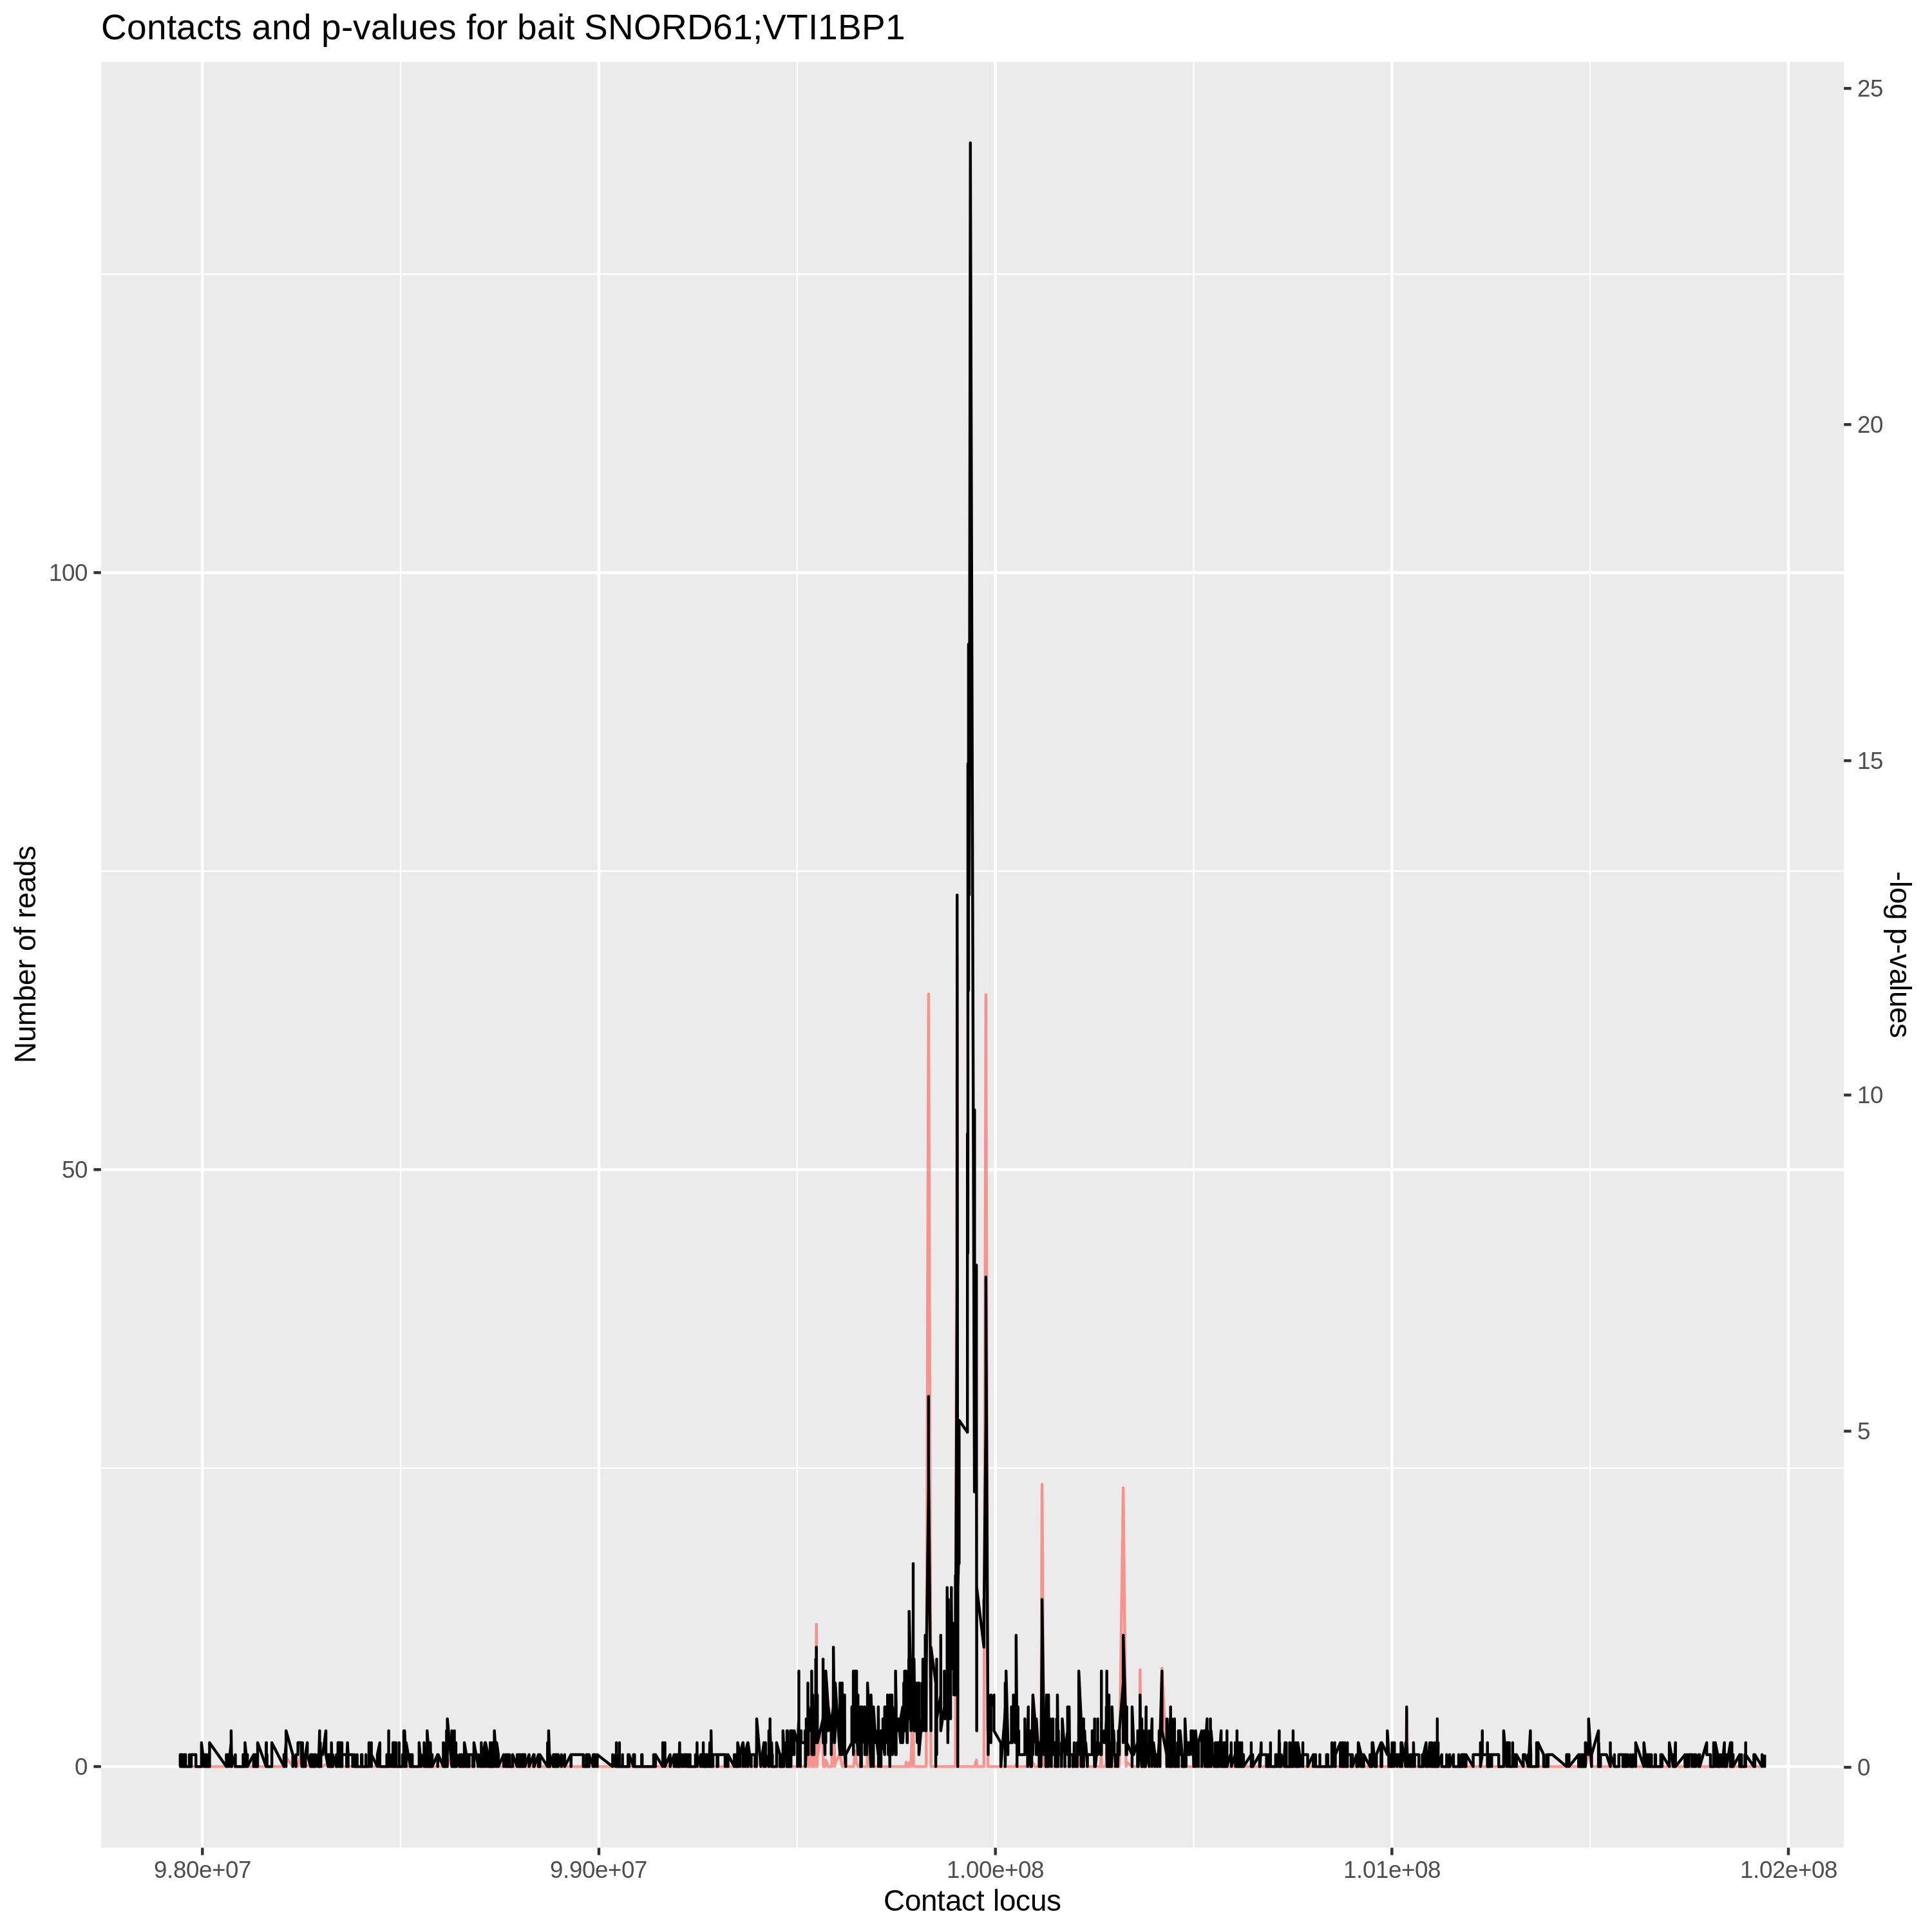 Contacts and p-values for bait SNORD61;VTI1BP1
25
20
15
10
5
0
100
50
0
Number of reads
-log p-values
9.80e+07
9.90e+07
1.00e+08
1.01e+08
1.02e+08
Contact locus